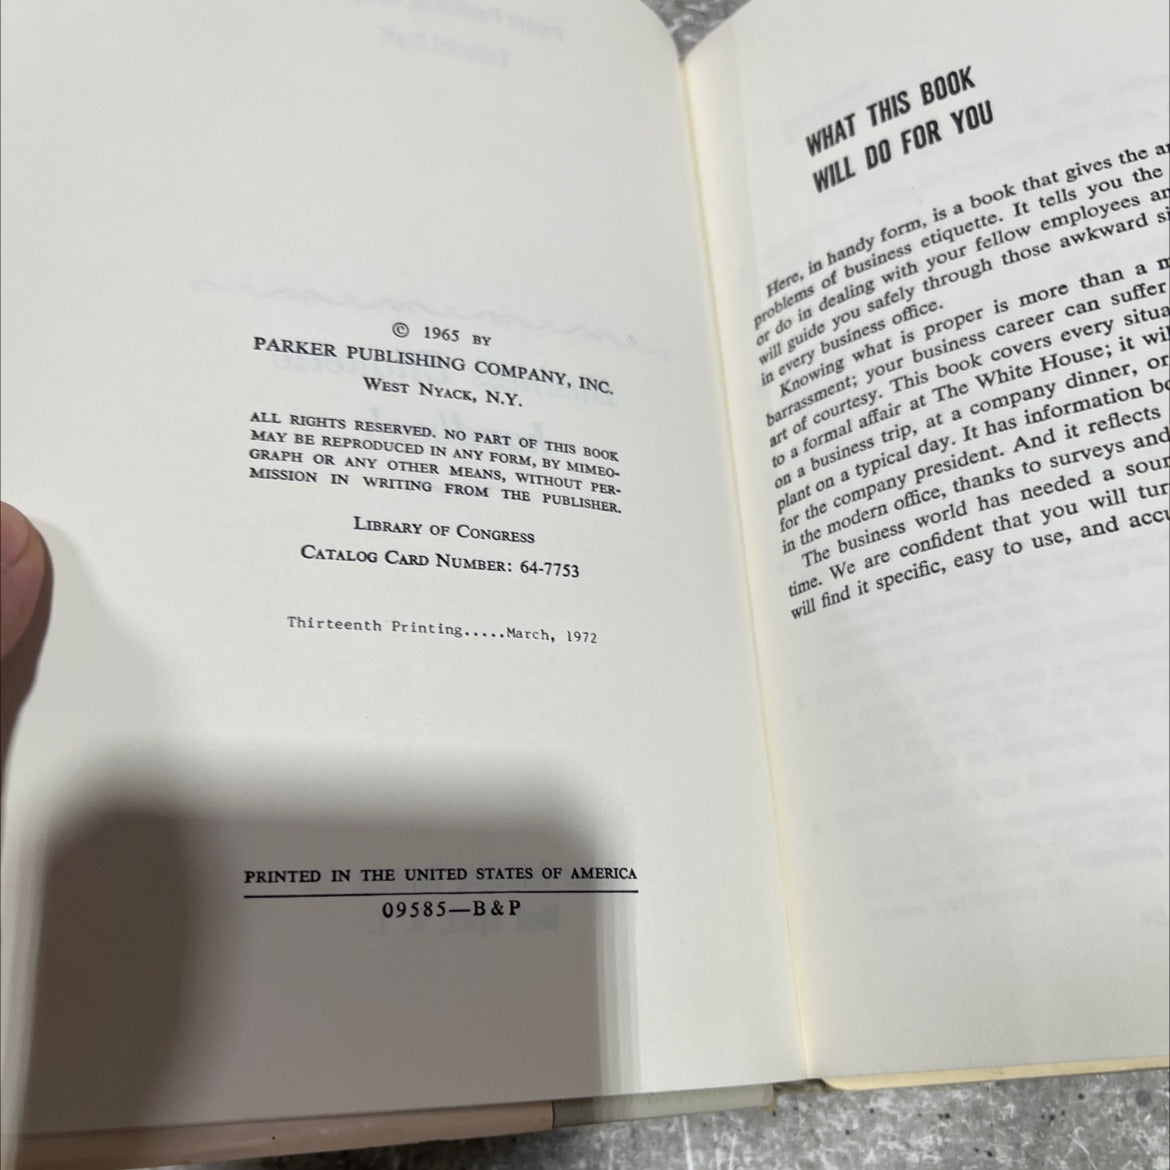 © 1965 BY
PARKER PUBLISHING COMPANY, INC.
WEST NYACK, N.Y.
ALL RIGHTS RESERVED. NO PART OF THIS BOOK
MAY BE REPRODUCED IN ANY FORM, BY MIMEO-
GRAPH OR ANY OTHER MEANS, WITHOUT PER-
MISSION IN WRITING FROM THE PUBLISHER.
LIBRARY OF CONGRESS
CATALOG CARD NUMBER: 64-7753
Thirteenth Printing.....March, 1972
PRINTED IN THE UNITED STATES OF AMERICA
09585—B & P
WHAT THIS BOOK
WILL DO FOR YOU
Here, in handy form, is a book that gives the
problems of business etiquette. It tells you the
or do in dealing with your fellow employees
will guide you safely through those awkward
in every business office.
Knowing what is proper is more than a
barrassment; your business career can suffer
art of courtesy. This book covers every
to a formal affair at The White House; it
on a business trip, at a company dinner, or
plant on a typical day. It has information
for the company president. And it reflects
in the modern office, thanks to surveys and
The business world has needed a
time. We are confident that you will
will find it specific, easy to use, and